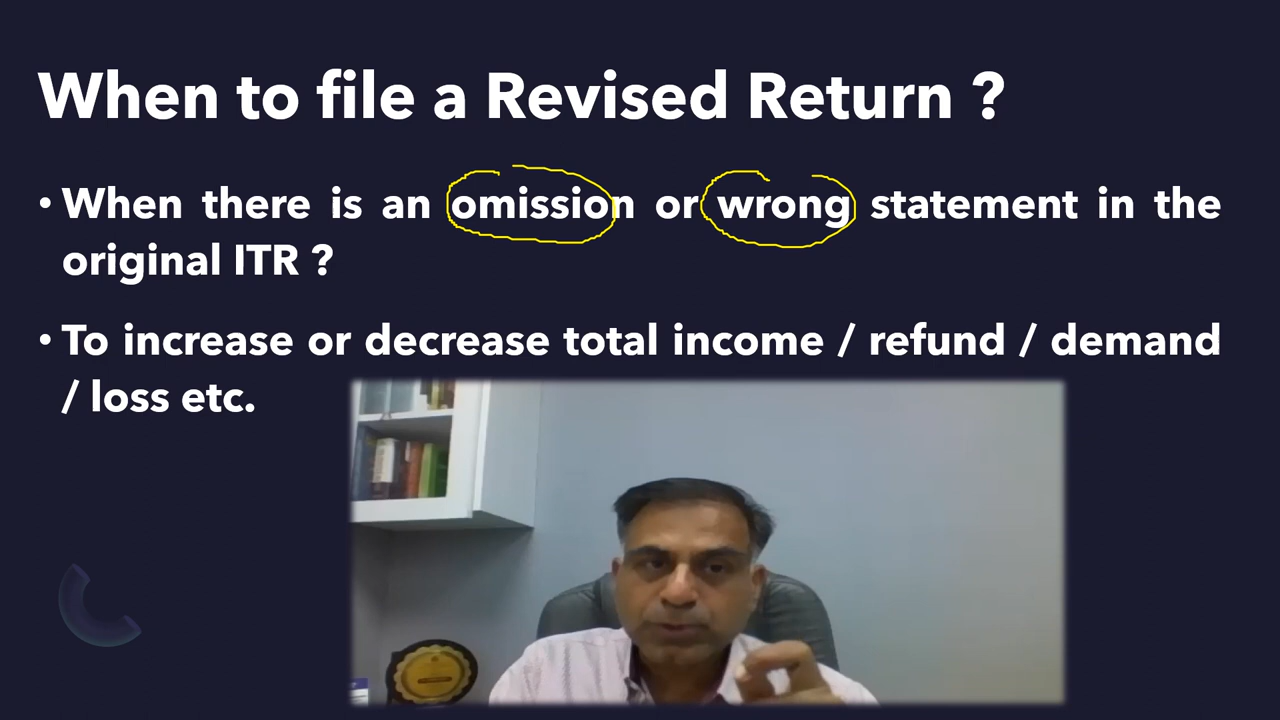 When to file a Revised Return ?
• When there is an omission or wrong statement in the
original ITR ?
• To increase or decrease total income / refund / demand
/ loss etc.